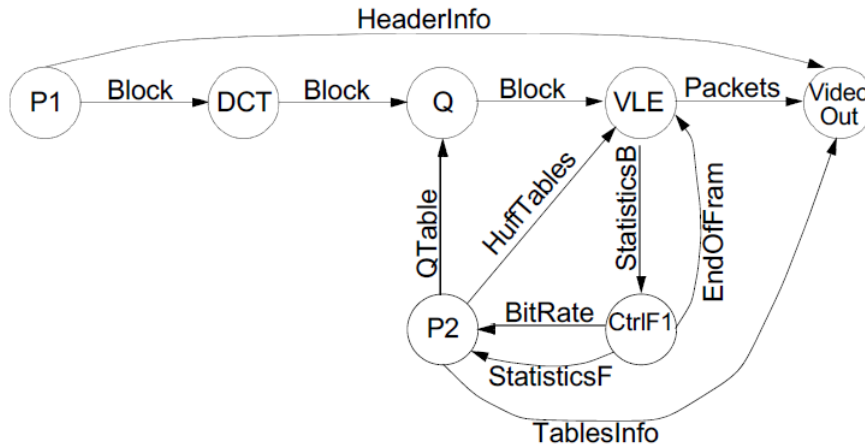 HeaderInfo
P1
Block
DCT
Block
Q
Block
VLE
Packets
Video
Out
QTable
HuffTables
StatisticsB
EndOfFram
P2
BitRate
CtrlF1
StatisticsF
TablesInfo